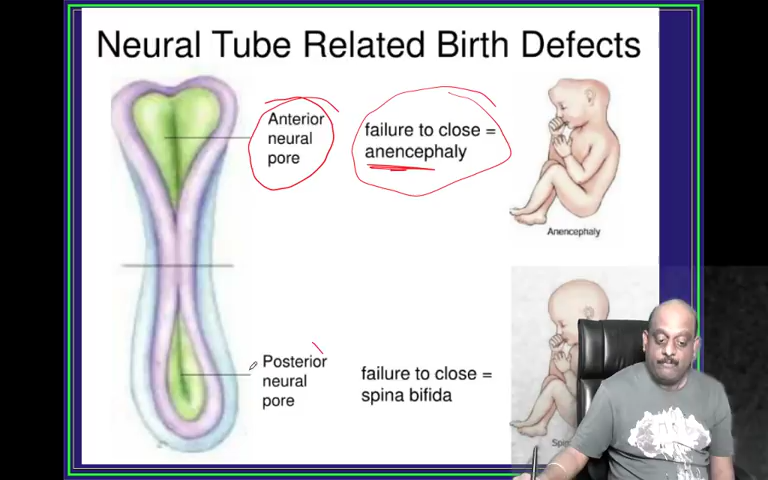 Neural Tube Related Birth Defects
Anterior
neural
pore
failure to close =
anencephaly
Anencephaly
Posterior
neural
pore
failure to close =
spina bifida